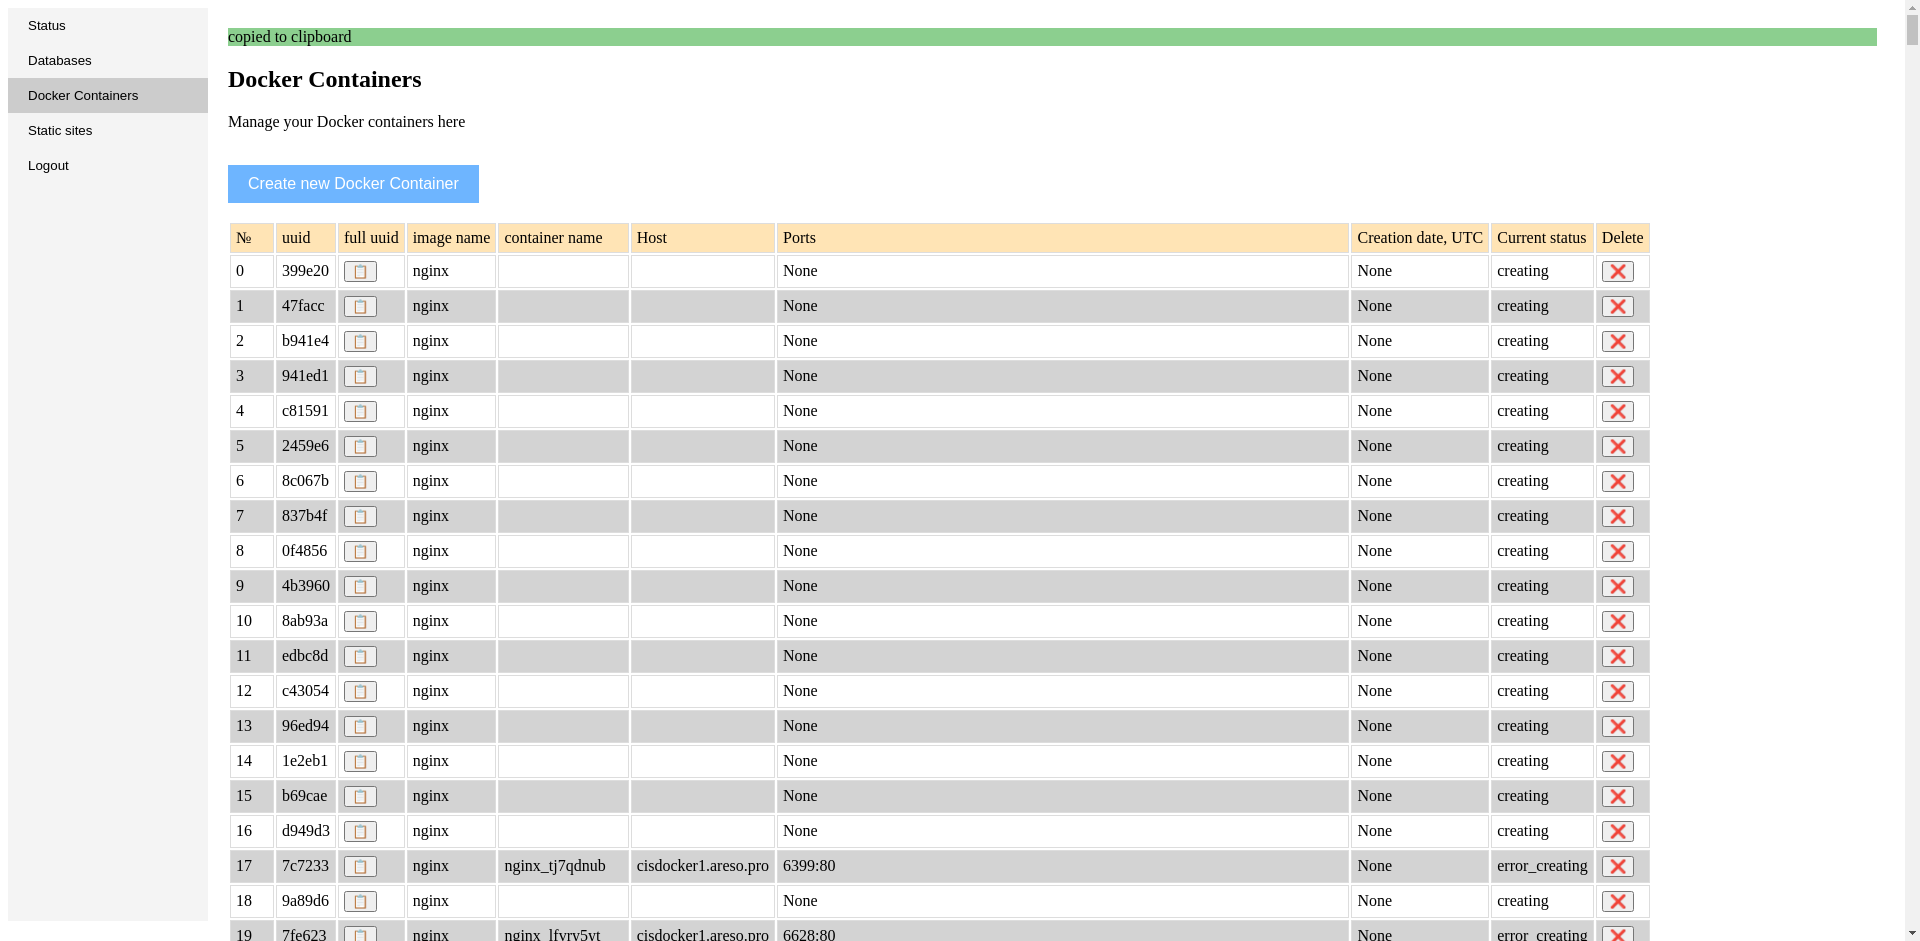 Status
Databases
Docker Containers
Static sites
Logout
copied to clipboard
Docker Containers
Manage your Docker containers here
Create new Docker Container
№ uuid full uuid image name container name Host Ports Creation date, UTC Current status Delete
0 399e20 nginx None None creating
1 47facc nginx None None creating
2 b941e4 nginx None None creating
3 941ed1 nginx None None creating
4 c81591 nginx None None creating
5 2459e6 nginx None None creating
6 8c067b nginx None None creating
7 837b4f nginx None None creating
8 0f4856 nginx None None creating
9 4b3960 nginx None None creating
10 8ab93a nginx None None creating
11 edbc8d nginx None None creating
12 c43054 nginx None None creating
13 96ed94 nginx None None creating
14 1e2eb1 nginx None None creating
15 b69cae nginx None None creating
16 d949d3 nginx None None creating
17 7c7233 nginx nginx_tj7qdnub cisdocker1.areso.pro 6399:80 None error_creating
18 9a89d6 nginx None None creating
19 7fe623 nginx cisdocker1.areso.pro 6628:80 None error_creating